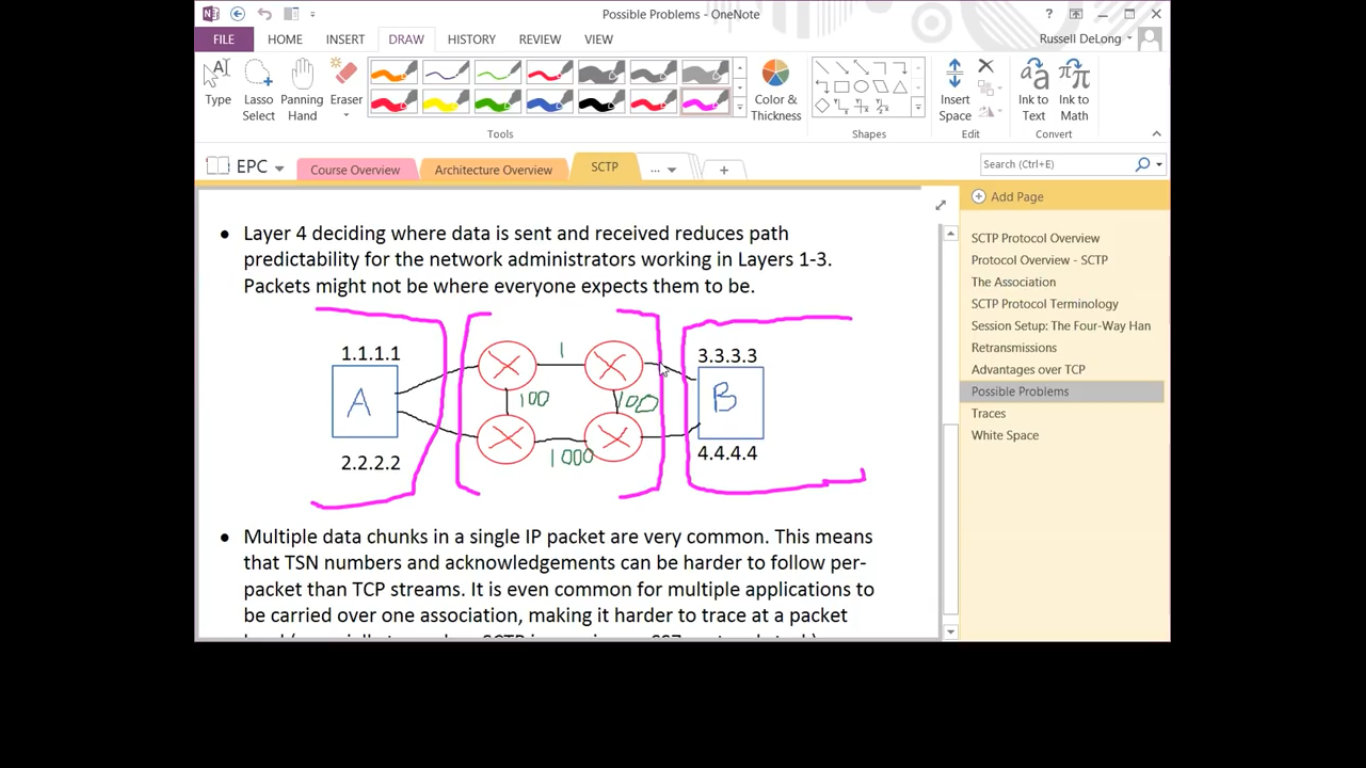 Possible Problems - OneNote
?
FILE HOME INSERT DRAW HISTORY REVIEW VIEW Russell DeLong
Type Lasso Select Panning Hand Eraser Color & Thickness Insert Space Ink to Text Ink to Math
Tools Shapes Edit Convert
EPC Course Overview Architecture Overview SCTP ... + Search (Ctrl+E)
Add Page
SCTP Protocol Overview
Protocol Overview - SCTP
The Association
SCTP Protocol Terminology
Session Setup: The Four-Way Han
Retransmissions
Advantages over TCP
Possible Problems
Traces
White Space
• Layer 4 deciding where data is sent and received reduces path
predictability for the network administrators working in Layers 1-3.
Packets might not be where everyone expects them to be.
1.1.1.1 1 3.3.3.3
A 100 100 B
2.2.2.2 1000 4.4.4.4
• Multiple data chunks in a single IP packet are very common. This means
that TSN numbers and acknowledgements can be harder to follow per-
packet than TCP streams. It is even common for multiple applications to
be carried over one association, making it harder to trace at a packet